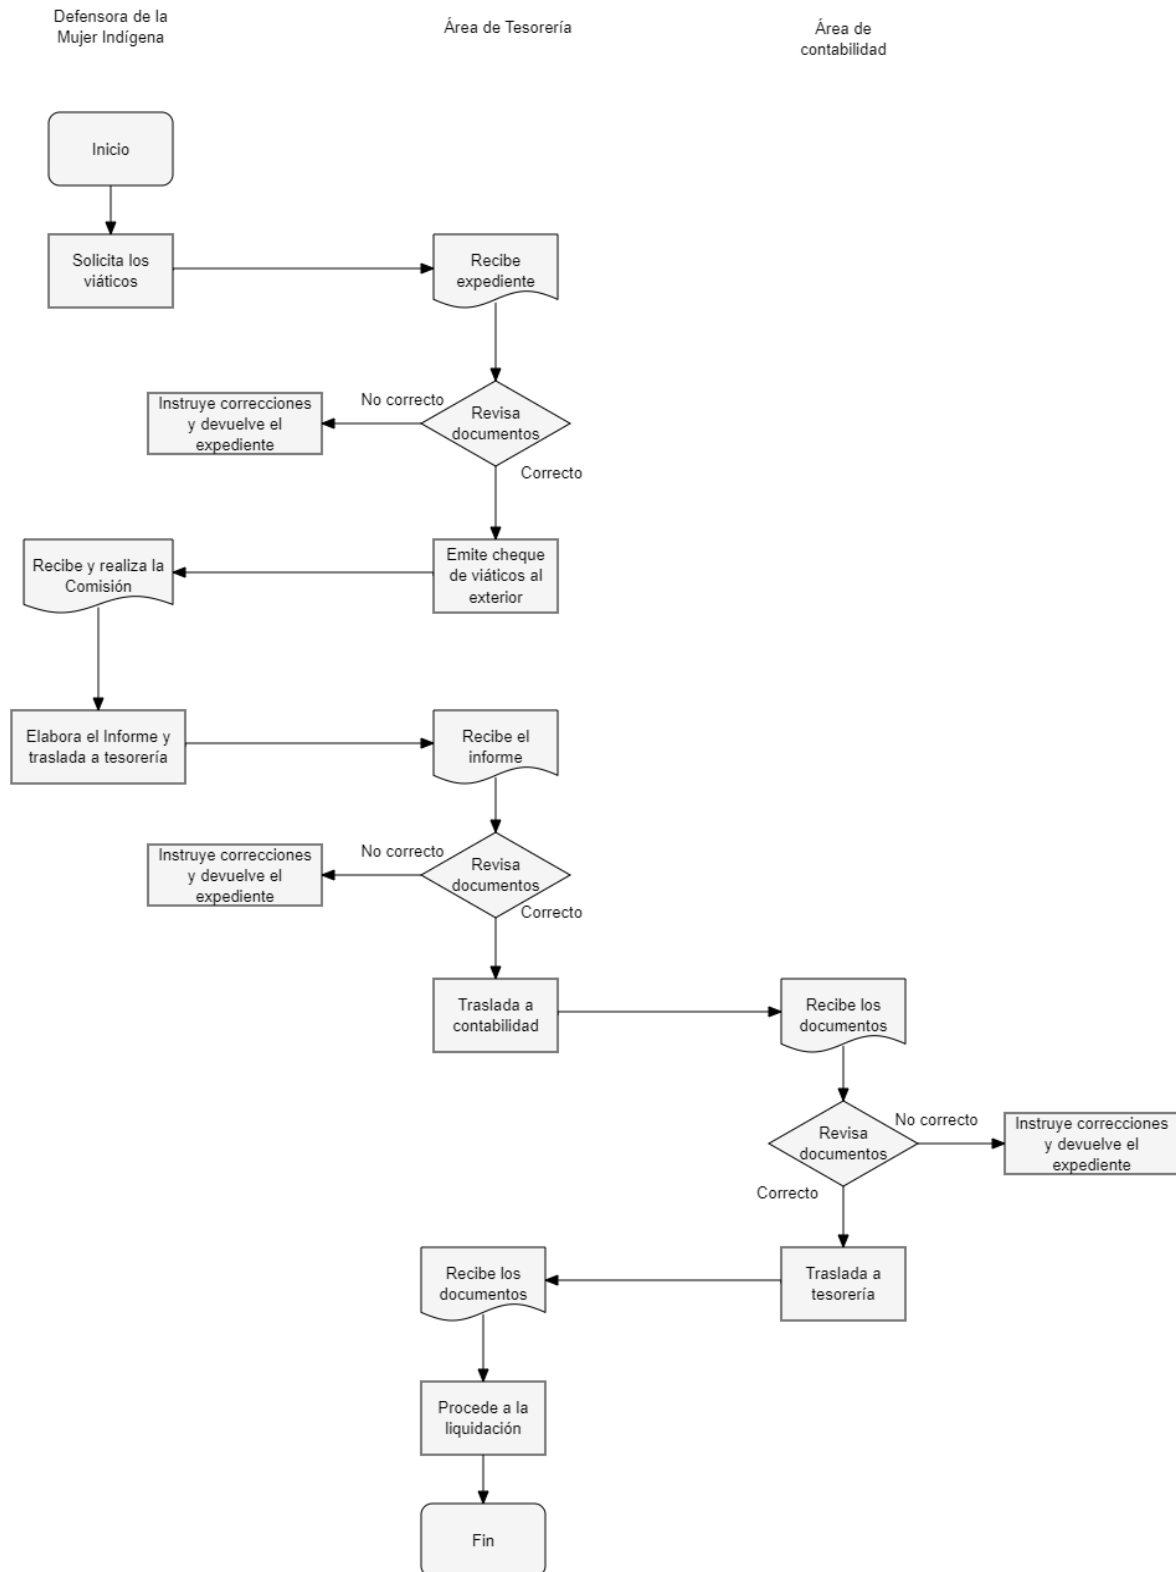 Defensora de la
Mujer Indígena
Área de Tesorería
Área de
contabilidad
Inicio
Solicita los
viáticos
Recibe
expediente
Instruye correcciones
y devuelve el
expediente
No correcto
Revisa
documentos
Correcto
Recibe y realiza la
Comisión
Emite cheque
de viáticos al
exterior
Elabora el Informe y
traslada a tesorería
Recibe el
informe
Instruye correcciones
y devuelve el
expediente
No correcto
Revisa
documentos
Correcto
Traslada a
contabilidad
Recibe los
documentos
Revisa
documentos
No correcto
Instruye correcciones
y devuelve el
expediente
Correcto
Recibe los
documentos
Traslada a
tesorería
Procede a la
liquidación
Fin